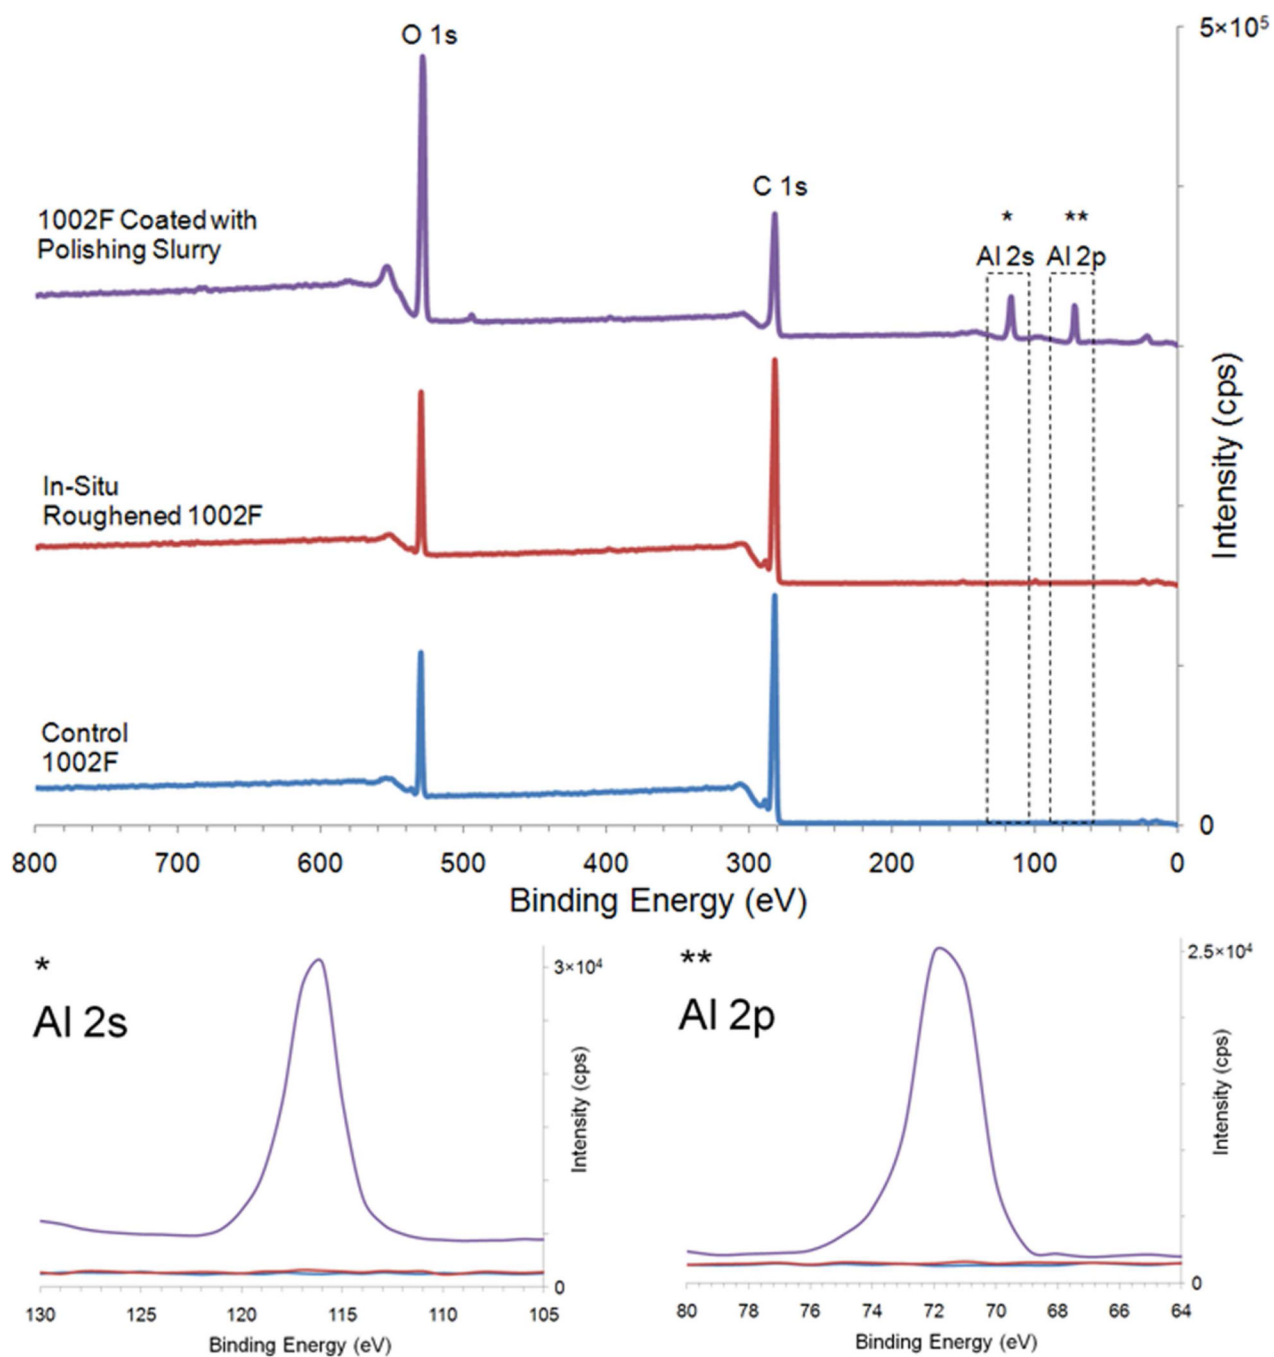 O 1s
5×10⁵
C 1s
1002F Coated with
Polishing Slurry
* **
Al 2s Al 2p
In-Situ
Roughened 1002F
Intensity (cps)
Control
1002F
0
800 700 600 500 400 300 200 100 0
Binding Energy (eV)
*
Al 2s
3×10⁴
Intensity (cps)
0
130 125 120 115 110 105
Binding Energy (eV)
**
Al 2p
2.5×10⁴
Intensity (cps)
0
80 78 76 74 72 70 68 66 64
Binding Energy (eV)